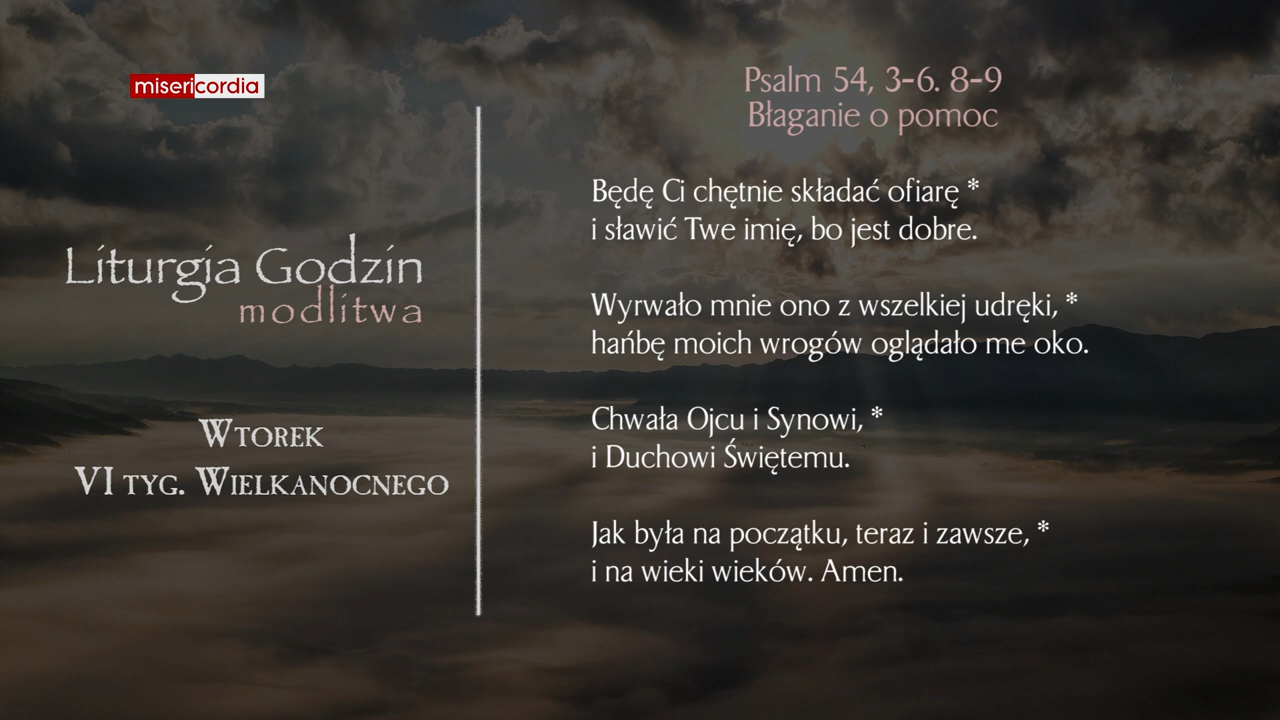 misericordia
Liturgia Godzin
modlitwa
Wtorek
VI tyg. Wielkanocnego
Psalm 54, 3-6. 8-9
Błaganie o pomoc
Będę Ci chętnie składać ofiarę *
i sławić Twe imię, bo jest dobre.
Wyrwało mnie ono z wszelkiej udręki, *
hańbę moich wrogów oglądało me oko.
Chwała Ojcu i Synowi, *
i Duchowi Świętemu.
Jak była na początku, teraz i zawsze, *
i na wieki wieków. Amen.